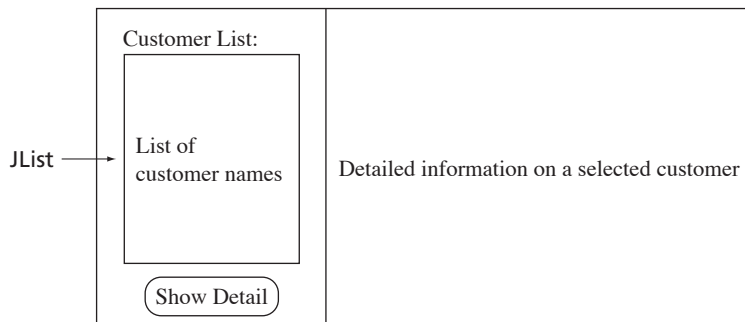 Customer List:
JList
List of
customer names
Show Detail
Detailed information on a selected customer